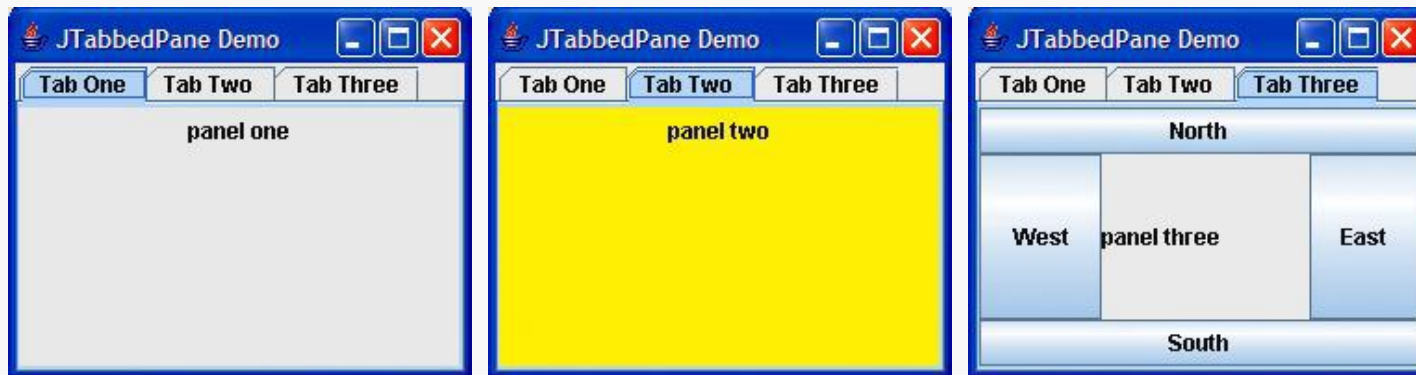 JTabbedPane Demo
Tab One Tab Two Tab Three
panel one
JTabbedPane Demo
Tab One Tab Two Tab Three
panel two
JTabbedPane Demo
Tab One Tab Two Tab Three
North
West panel three East
South